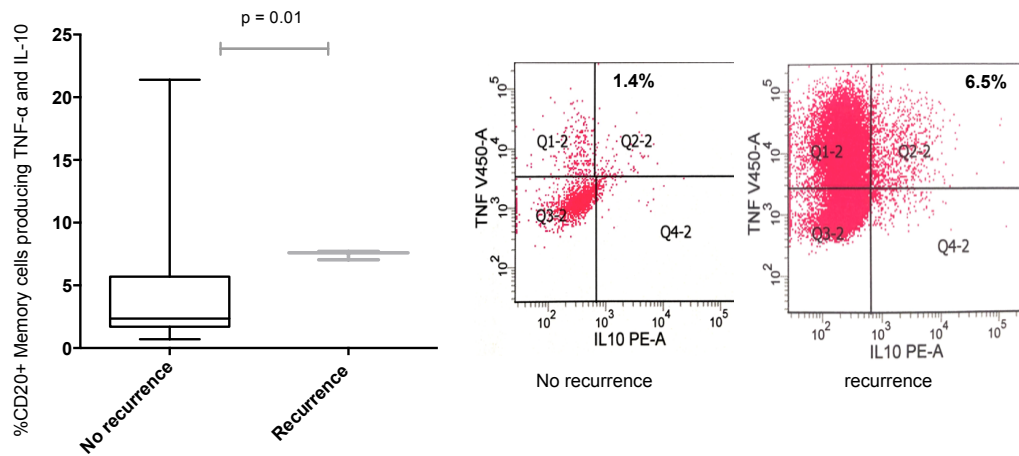 %CD20+ Memory cells producing TNF-α and IL-10
25
20
15
10
5
0
p = 0.01
No recurrence
Recurrence
TNF V450-A
10^5
10^4
10^3
10^2
1.4%
Q1-2
Q2-2
Q3-2
Q4-2
10^2
10^3
10^4
10^5
IL10 PE-A
No recurrence
TNF V450-A
10^5
10^4
10^3
10^2
6.5%
Q1-2
Q2-2
Q3-2
Q4-2
10^2
10^3
10^4
10^5
IL10 PE-A
recurrence